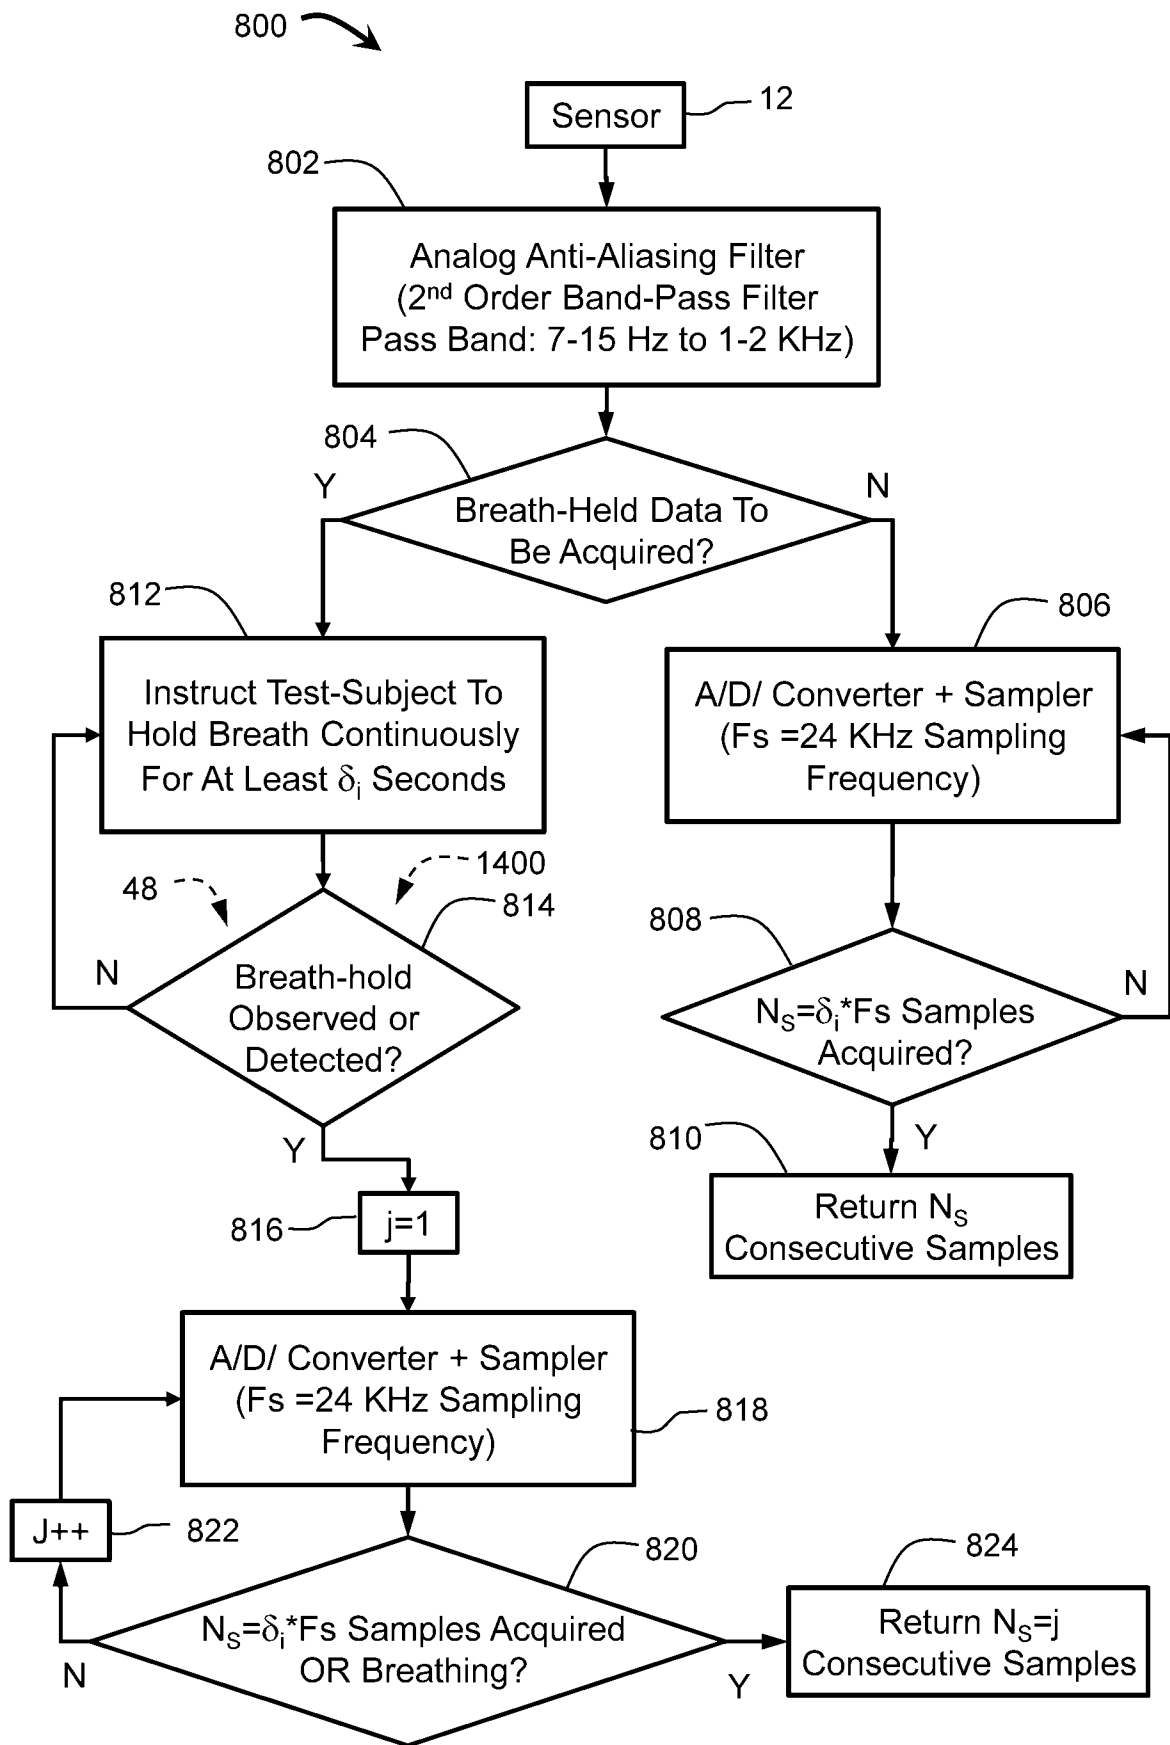 800
Sensor
12
802
Analog Anti-Aliasing Filter
(2nd Order Band-Pass Filter
Pass Band: 7-15 Hz to 1-2 KHz)
804
Y
N
Breath-Held Data To
Be Acquired?
812
Instruct Test-Subject To
Hold Breath Continuously
For At Least δi Seconds
806
A/D/ Converter + Sampler
(Fs =24 KHz Sampling
Frequency)
48
1400
814
N
Breath-hold
Observed or
Detected?
Y
808
NS=δi*Fs Samples
Acquired?
N
Y
810
Return NS
Consecutive Samples
816
j=1
A/D/ Converter + Sampler
(Fs =24 KHz Sampling
Frequency)
818
J++
822
820
NS=δi*Fs Samples Acquired
OR Breathing?
N
Y
824
Return NS=j
Consecutive Samples